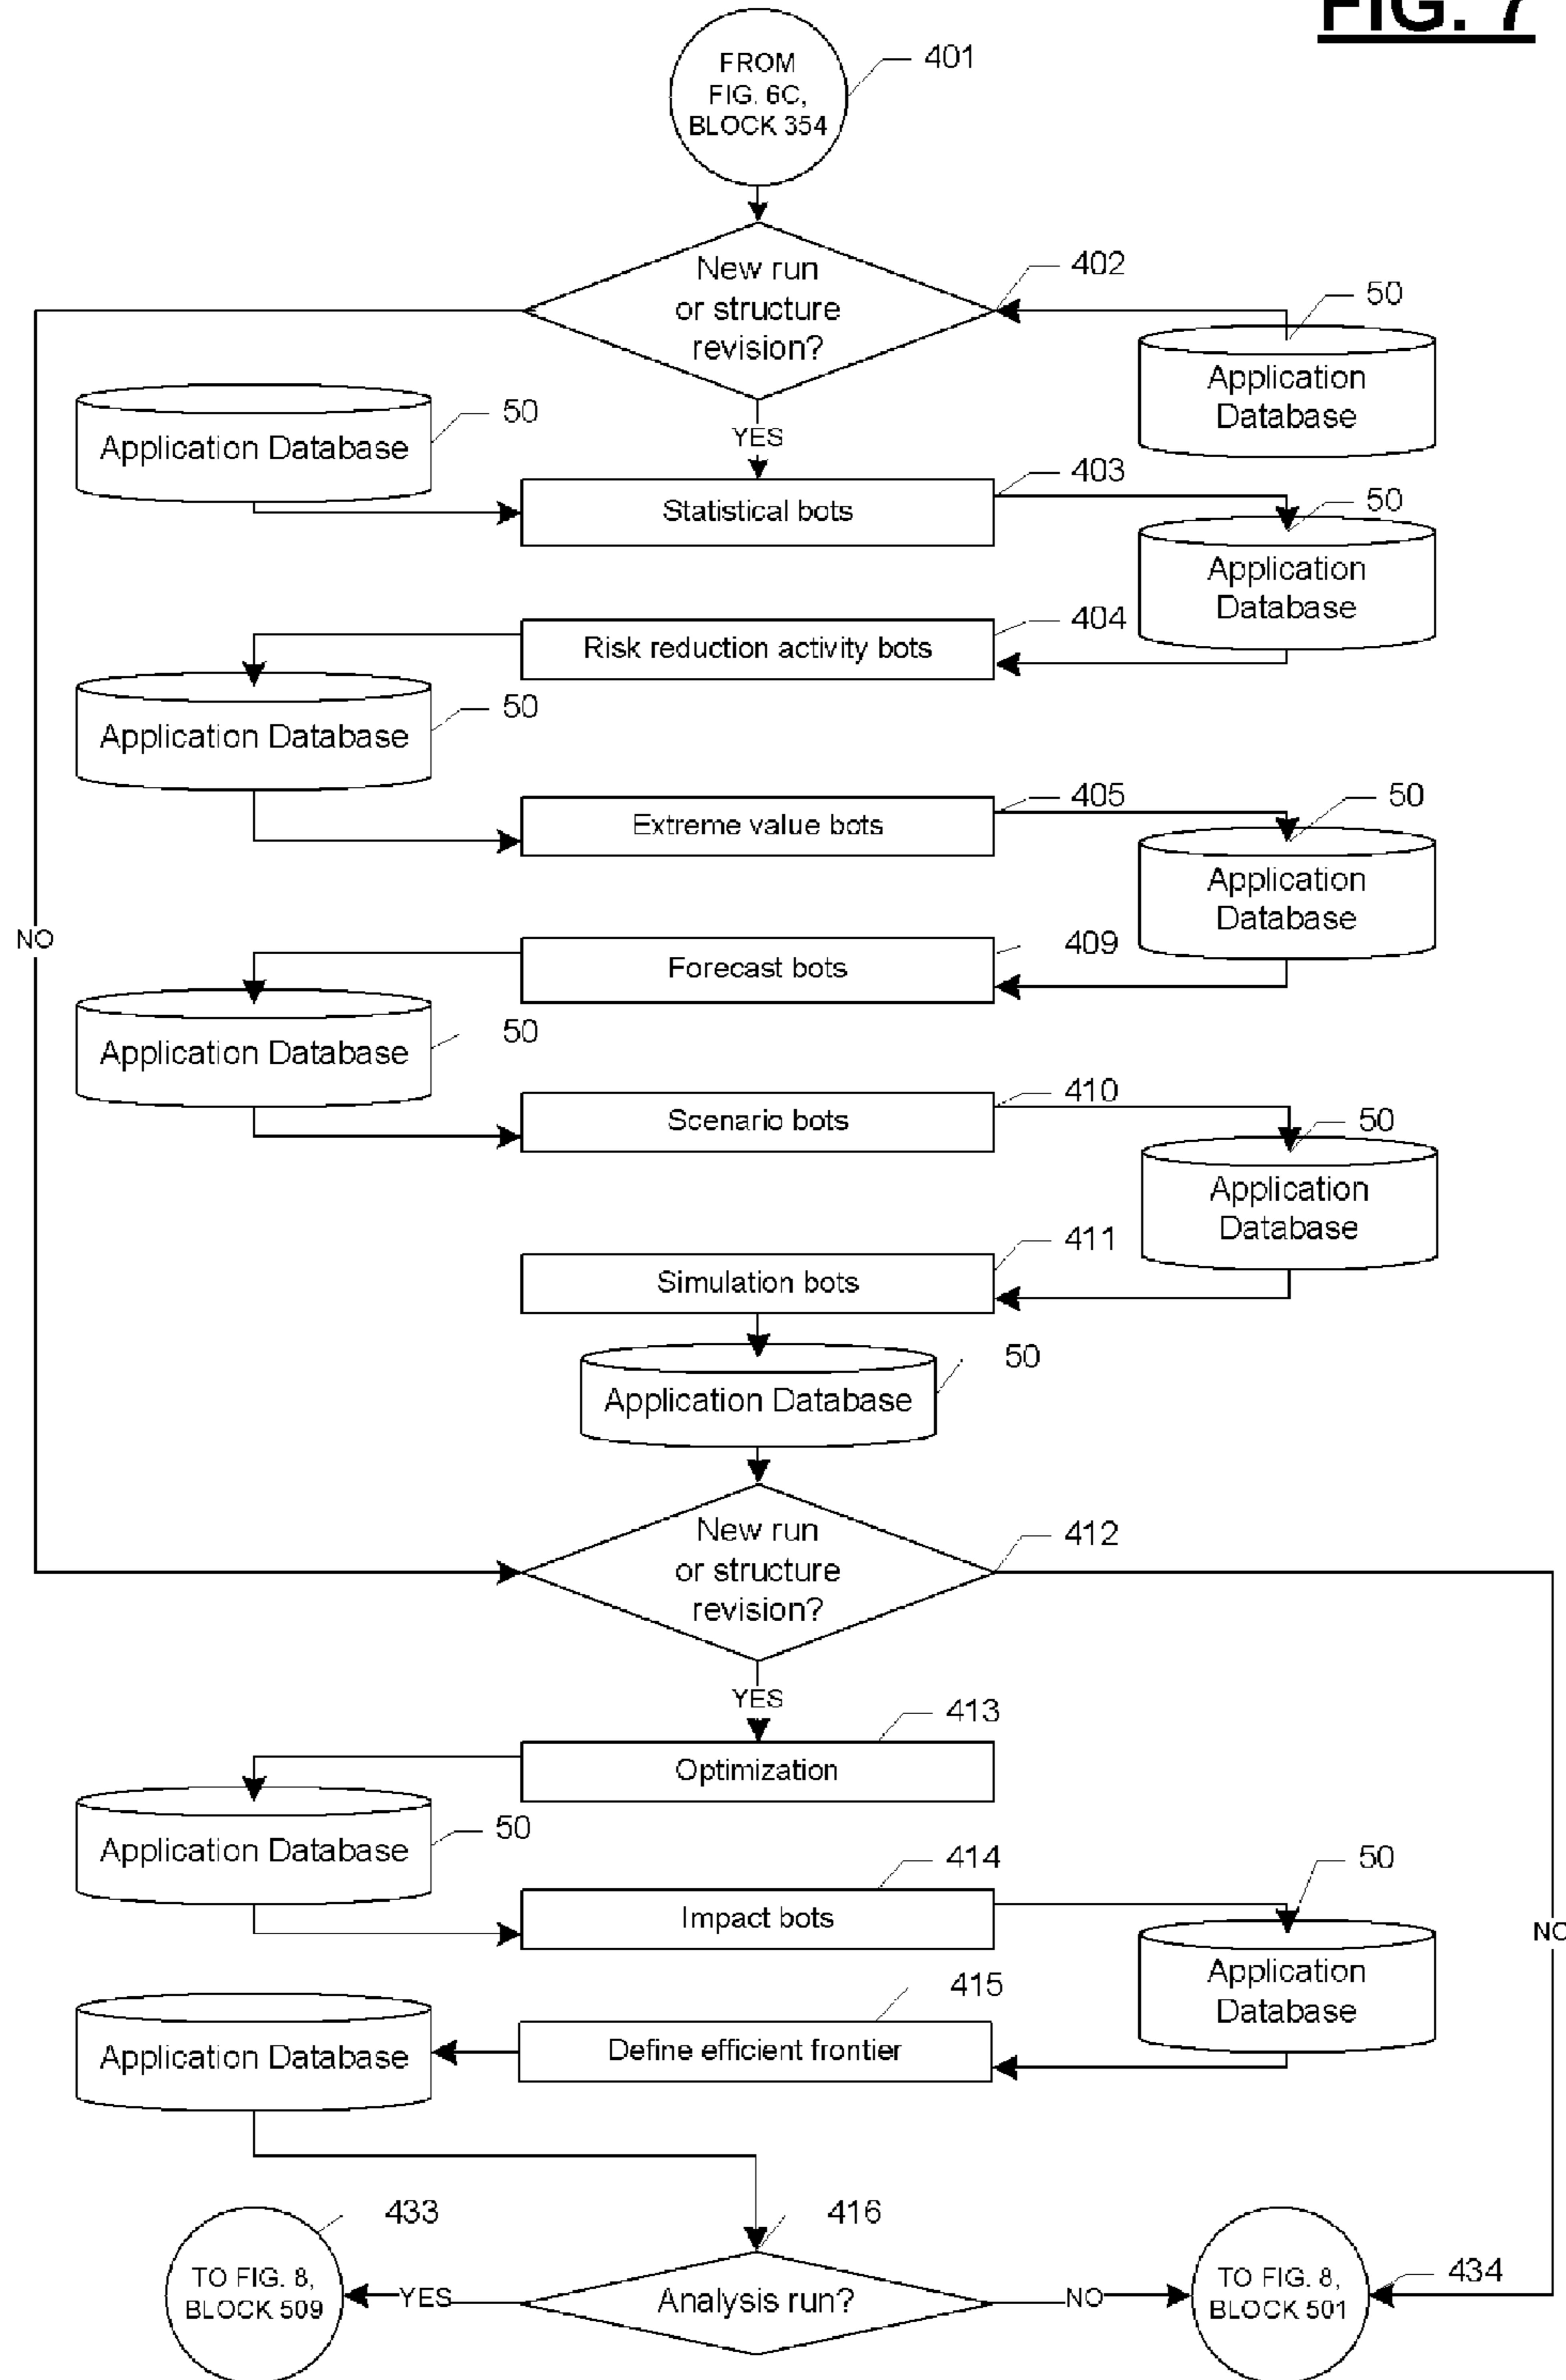 FIG. 7
FROM
FIG. 6C,
BLOCK 354
401
New run
or structure
revision?
402
50
Application
Database
Application Database
50
YES
Statistical bots
403
50
Application
Database
Risk reduction activity bots
404
Application Database
50
Extreme value bots
405
50
Application
Database
NO
Forecast bots
409
Application Database
50
Scenario bots
410
50
Application
Database
Simulation bots
411
Application Database
50
New run
or structure
revision?
412
YES
Optimization
413
Application Database
50
Impact bots
414
50
Application
Database
NO
Define efficient frontier
415
Application Database
TO FIG. 8,
BLOCK 509
433
YES
Analysis run?
416
NO
TO FIG. 8,
BLOCK 501
434